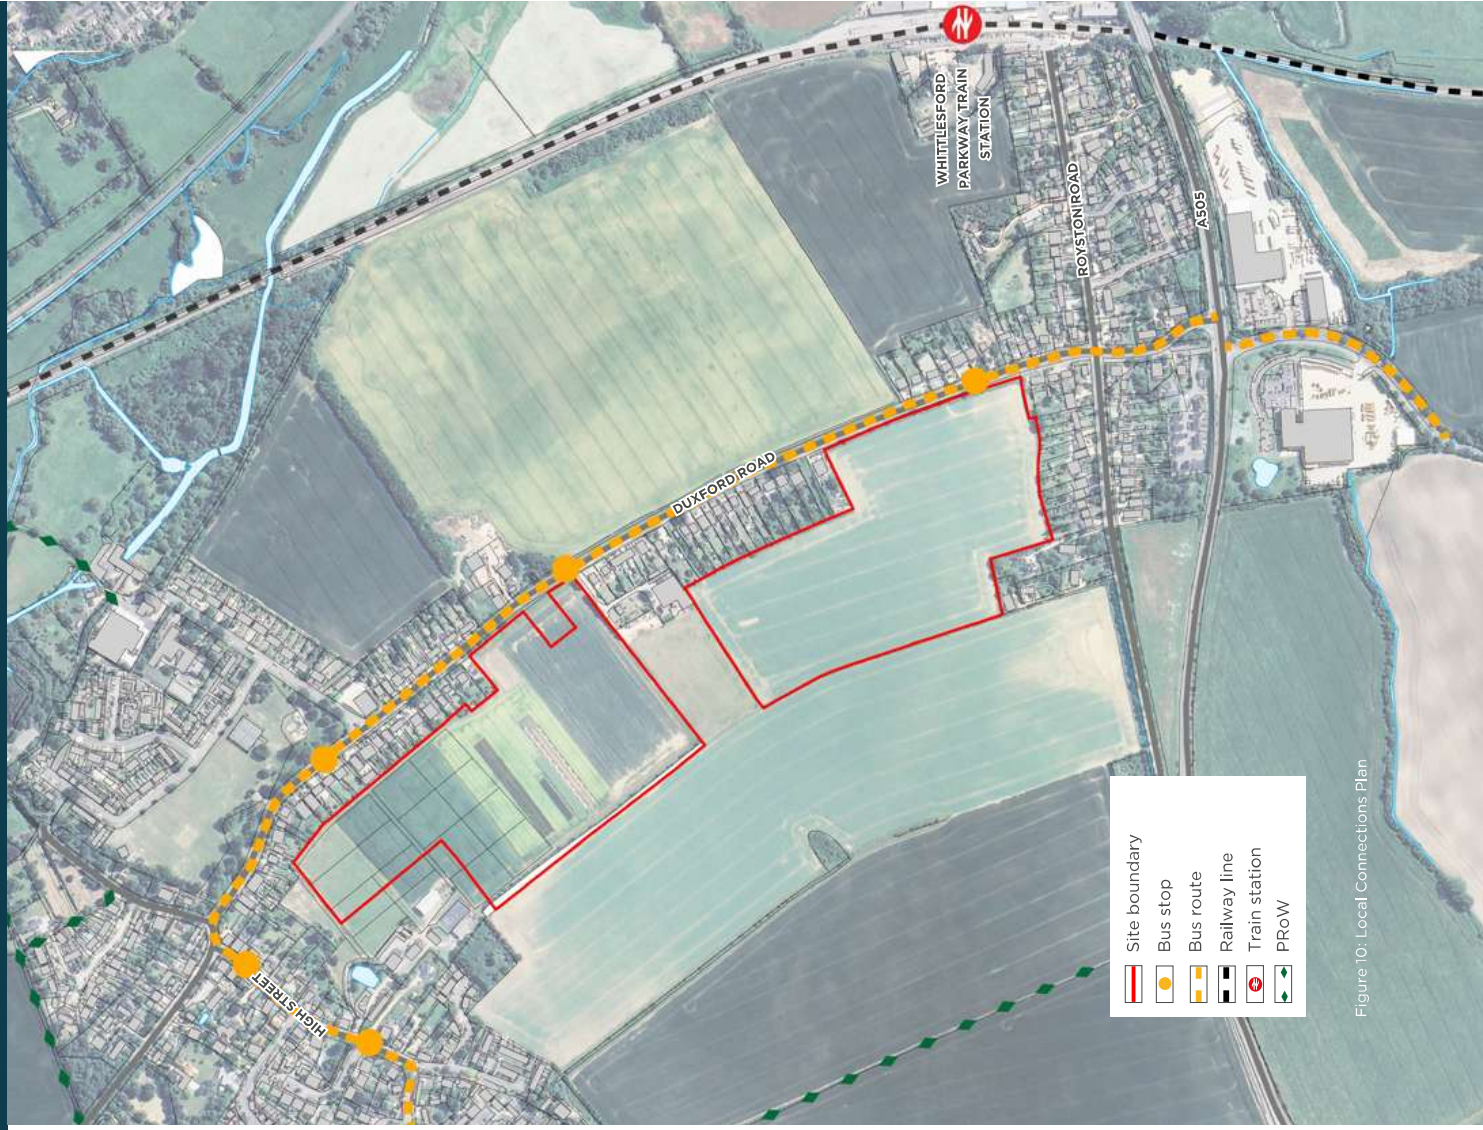 WHITTLESFORD
PARKWAY TRAIN
STATION
ROYSTON ROAD
A505
DUXFORD ROAD
HIGH STREET
Site boundary
Bus stop
Bus route
Railway line
Train station
PRoW
Figure 10: Local Connections Plan